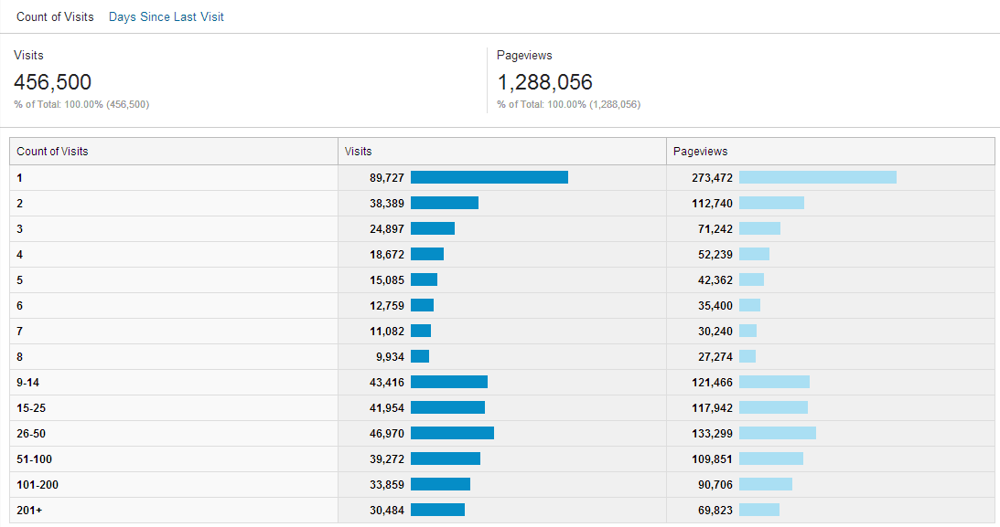 Count of Visits Days Since Last Visit
Visits Pageviews
456,500 1,288,056
% of Total: 100.00% (456,500) % of Total: 100.00% (1,288,056)
Count of Visits Visits Pageviews
1 89,727 273,472
2 38,389 112,740
3 24,897 71,242
4 18,672 52,239
5 15,085 42,362
6 12,759 35,400
7 11,082 30,240
8 9,934 27,274
9-14 43,416 121,466
15-25 41,954 117,942
26-50 46,970 133,299
51-100 39,272 109,851
101-200 33,859 90,706
201+ 30,484 69,823